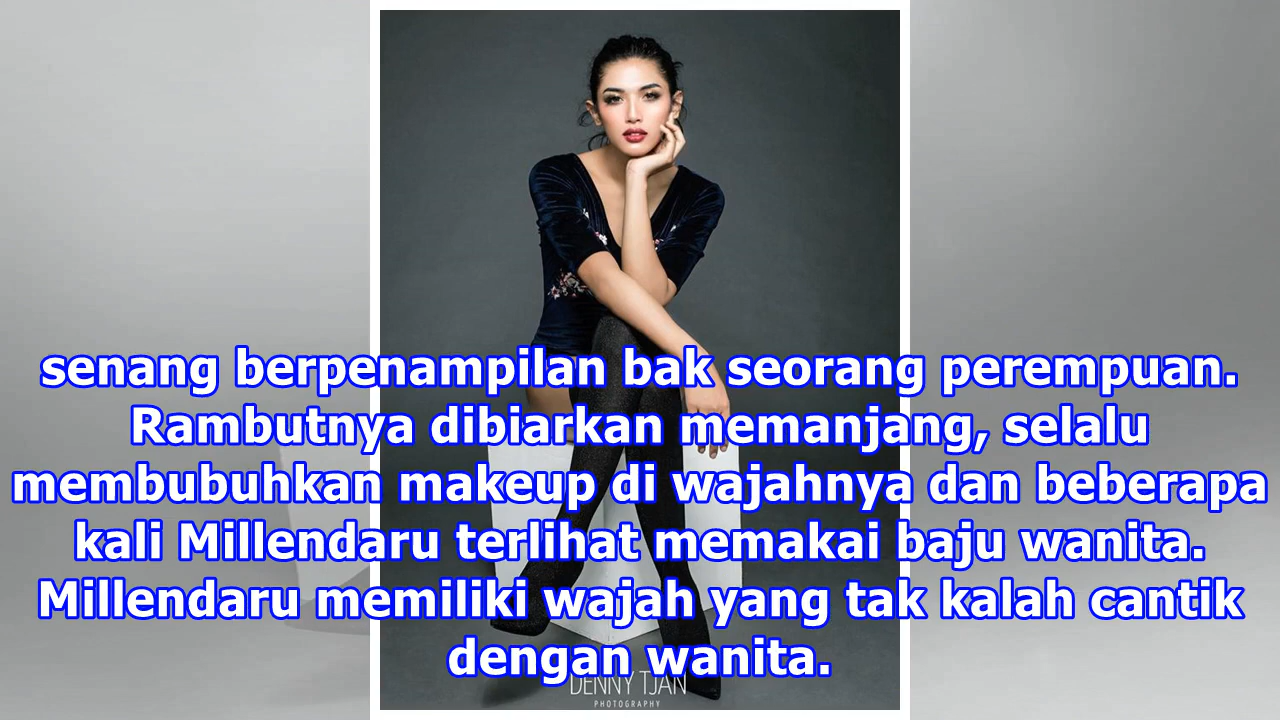 senang berpenampilan bak seorang perempuan.
Rambutnya dibiarkan memanjang, selalu
membubuhkan makeup di wajahnya dan beberapa
kali Millendaru terlihat memakai baju wanita.
Millendaru memiliki wajah yang tak kalah cantik
dengan wanita.
DENNY TJAN
PHOTOGRAPHY